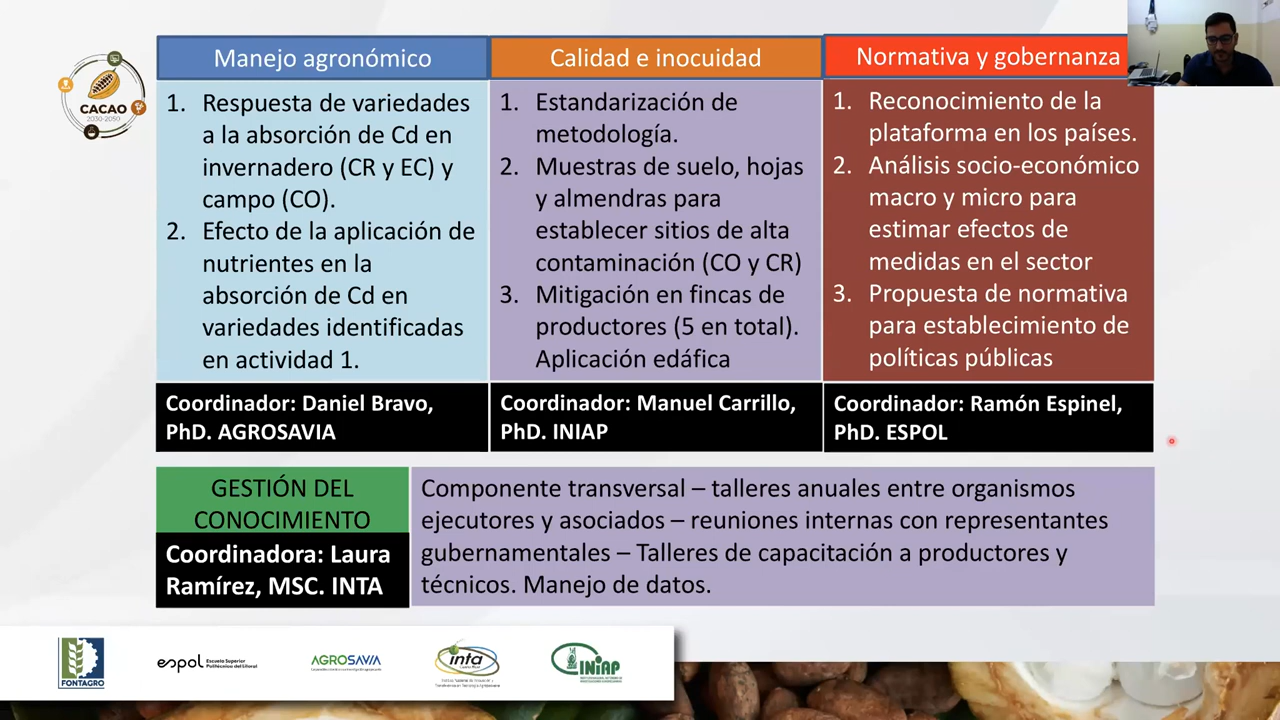 CACAO
2030-2050
Manejo agronómico
1. Respuesta de variedades
a la absorción de Cd en
invernadero (CR y EC) y
campo (CO).
2. Efecto de la aplicación de
nutrientes en la
absorción de Cd en
variedades identificadas
en actividad 1.
Coordinador: Daniel Bravo,
PhD. AGROSAVIA
Calidad e inocuidad
1. Estandarización de
metodología.
2. Muestras de suelo, hojas
y almendras para
establecer sitios de alta
contaminación (CO y CR)
3. Mitigación en fincas de
productores (5 en total).
Aplicación edáfica
Coordinador: Manuel Carrillo,
PhD. INIAP
Normativa y gobernanza
1. Reconocimiento de la
plataforma en los países.
2. Análisis socio-económico
macro y micro para
estimar efectos de
medidas en el sector
3. Propuesta de normativa
para establecimiento de
políticas públicas
Coordinador: Ramón Espinel,
PhD. ESPOL
GESTIÓN DEL
CONOCIMIENTO
Coordinadora: Laura
Ramírez, MSC. INTA
Componente transversal – talleres anuales entre organismos
ejecutores y asociados – reuniones internas con representantes
gubernamentales – Talleres de capacitación a productores y
técnicos. Manejo de datos.
FONTAGRO
espol Escuela Superior
Politécnica del Litoral
AGROSAVIA
inta
INIAP